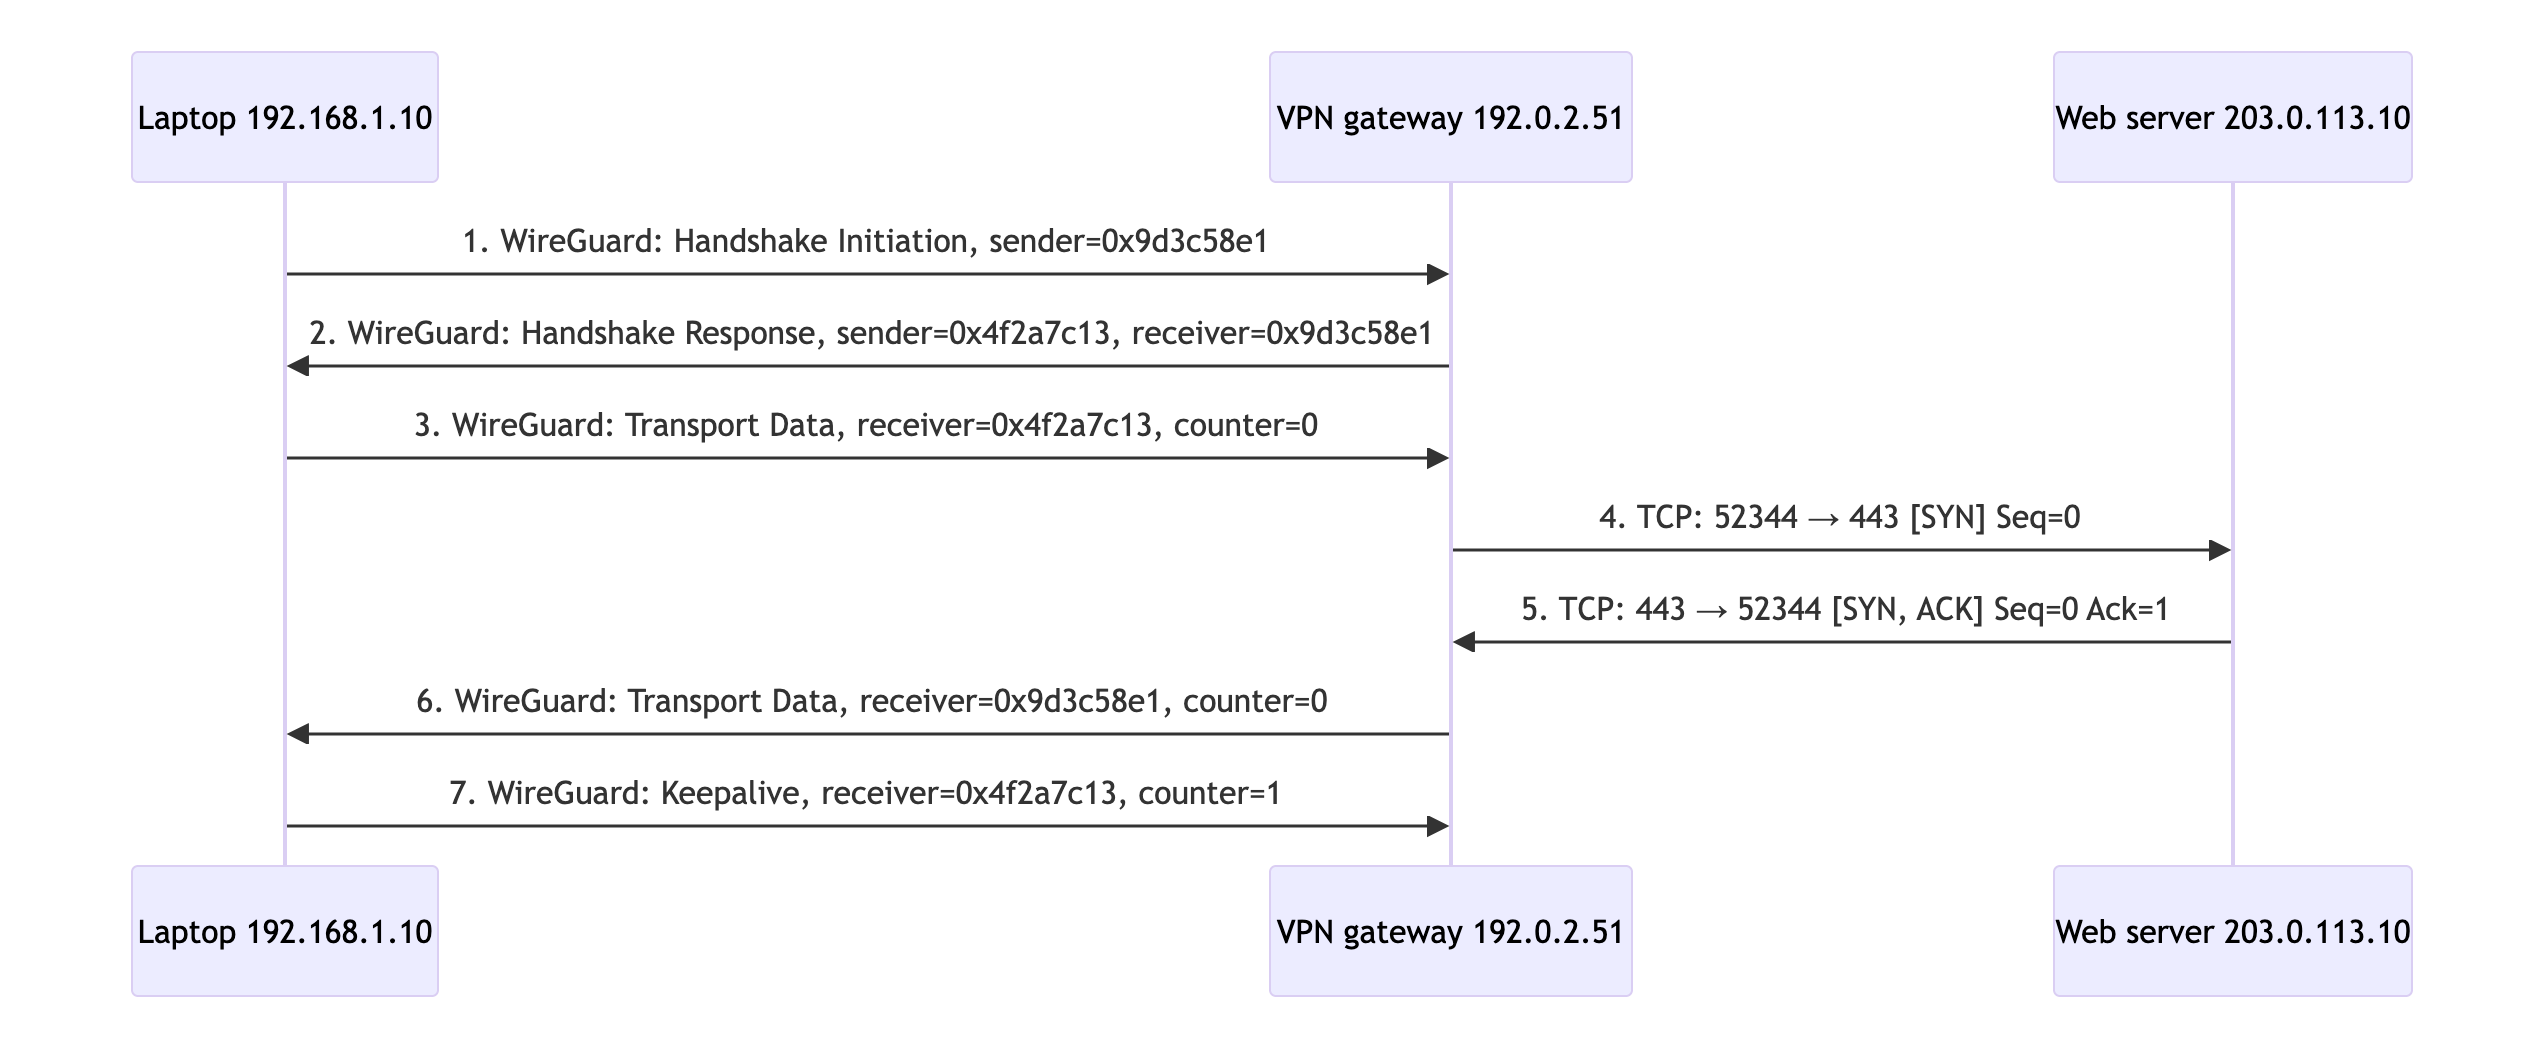 Laptop 192.168.1.10
VPN gateway 192.0.2.51
Web server 203.0.113.10
1. WireGuard: Handshake Initiation, sender=0x9d3c58e1
2. WireGuard: Handshake Response, sender=0x4f2a7c13, receiver=0x9d3c58e1
3. WireGuard: Transport Data, receiver=0x4f2a7c13, counter=0
4. TCP: 52344 → 443 [SYN] Seq=0
5. TCP: 443 → 52344 [SYN, ACK] Seq=0 Ack=1
6. WireGuard: Transport Data, receiver=0x9d3c58e1, counter=0
7. WireGuard: Keepalive, receiver=0x4f2a7c13, counter=1
Laptop 192.168.1.10
VPN gateway 192.0.2.51
Web server 203.0.113.10